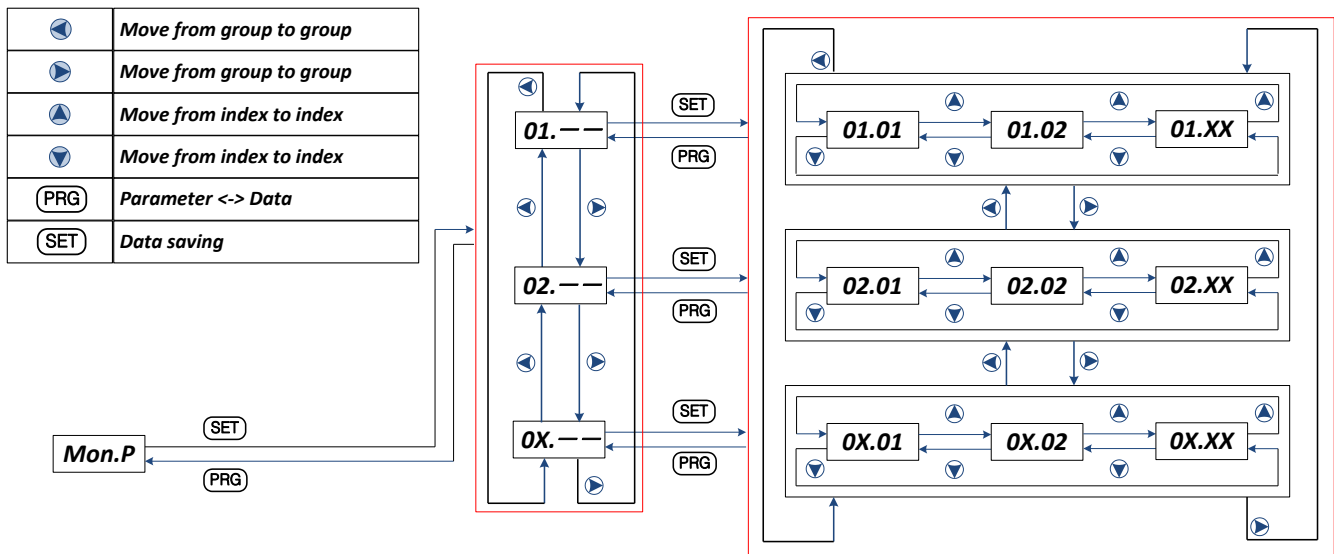 Move from group to group
Move from group to group
Move from index to index
Move from index to index
PRG Parameter <-> Data
SET Data saving
Mon.P
SET
PRG
01.——
SET
PRG
02.——
SET
PRG
0X.——
SET
PRG
01.01 01.02 01.XX
02.01 02.02 02.XX
0X.01 0X.02 0X.XX